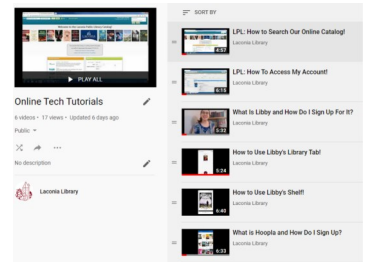 PLAY ALL
Online Tech Tutorials
6 videos • 17 views • Updated 6 days ago
Public
No description
Laconia Library
SORT BY
LPL: How to Search Our Online Catalog!
Laconia Library
4:57
LPL: How To Access My Account!
Laconia Library
6:15
What Is Libby and How Do I Sign Up For It?
Laconia Library
5:32
How to Use Libby's Library Tab!
Laconia Library
5:24
How to Use Libby's Shelf!
Laconia Library
6:40
What is Hoopla and How Do I Sign Up?
Laconia Library
6:33